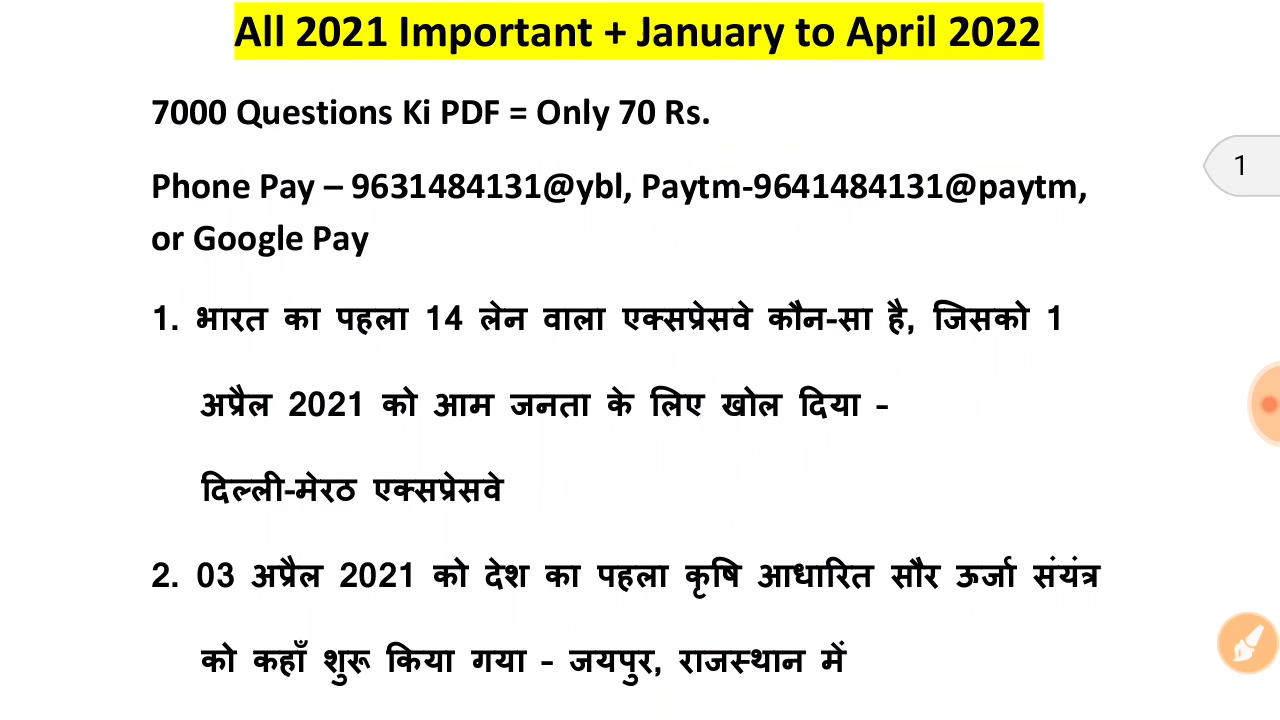 All 2021 Important + January to April 2022
7000 Questions Ki PDF = Only 70 Rs.
1
Phone Pay – 9631484131@ybl, Paytm-9641484131@paytm,
or Google Pay
1. भारत का पहला 14 लेन वाला एक्सप्रेसवे कौन-सा है, जिसको 1
अप्रैल 2021 को आम जनता के लिए खोल दिया –
दिल्ली-मेरठ एक्सप्रेसवे
2. 03 अप्रैल 2021 को देश का पहला कृषि आधारित सौर ऊर्जा संयंत्र
को कहाँ शुरू किया गया – जयपुर, राजस्थान में